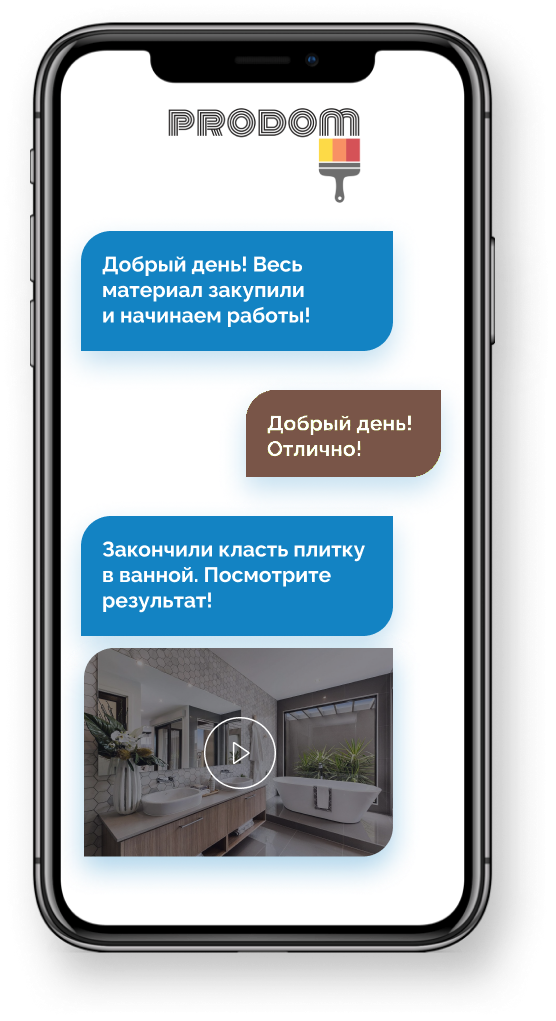 PRODOM
Добрый день! Весь
материал закупили
и начинаем работы!
Добрый день!
Отлично!
Закончили класть плитку
в ванной. Посмотрите
результат!